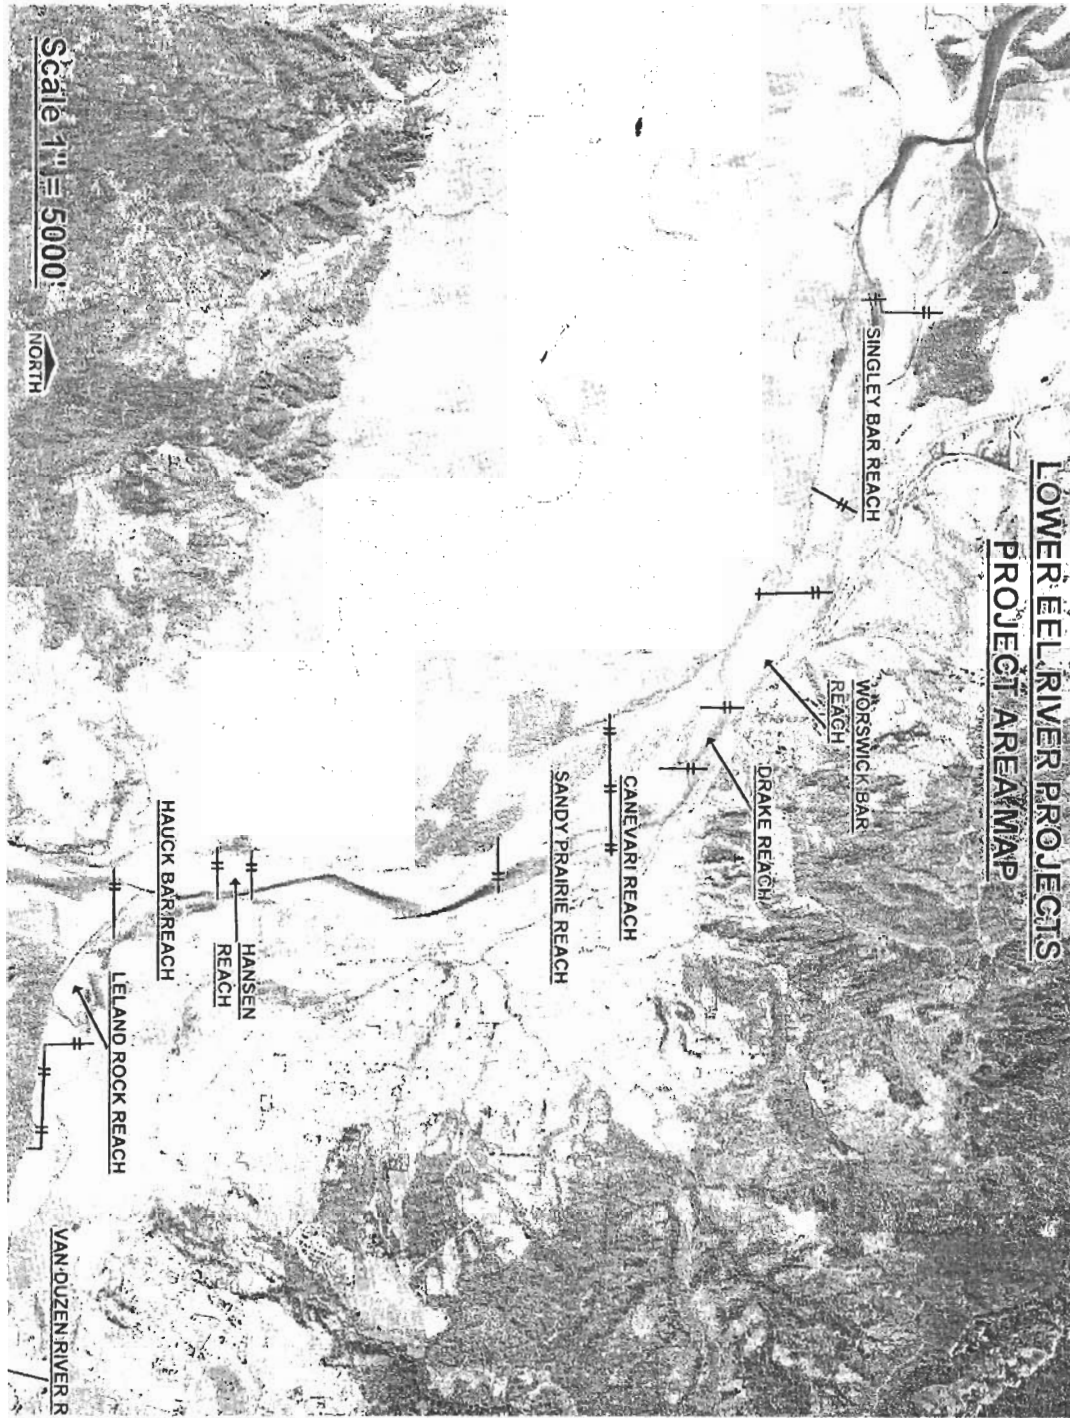 LOWER EEL RIVER PROJECTS
PROJECT AREA MAP
SINGLEY BAR REACH
WORSWICK BAR
REACH
DRAKE REACH
CANEVARI REACH
SANDY PRAIRIE REACH
HANSEN
REACH
HAUCK BAR REACH
LELAND ROCK REACH
VAN DUZEN RIVER R
Scale 1" = 5000'
NORTH